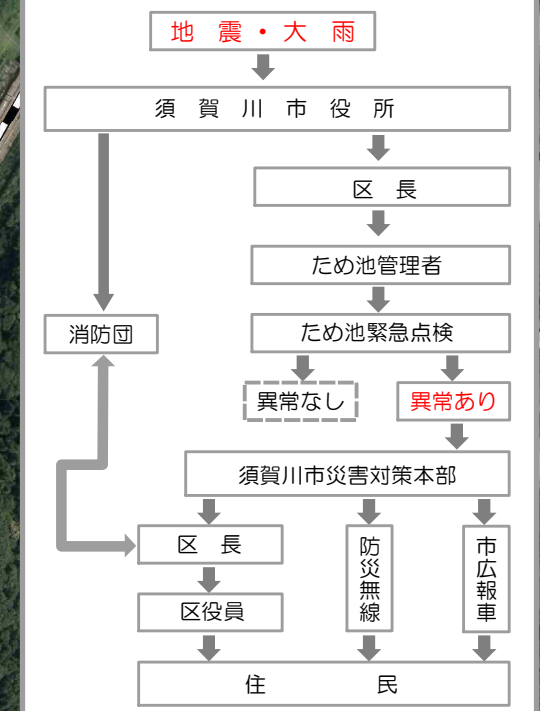 地震・大雨
須賀川市役所
区長
ため池管理者
消防団
ため池緊急点検
異常なし
異常あり
須賀川市災害対策本部
区長
防災無線
市広報車
区役員
住民